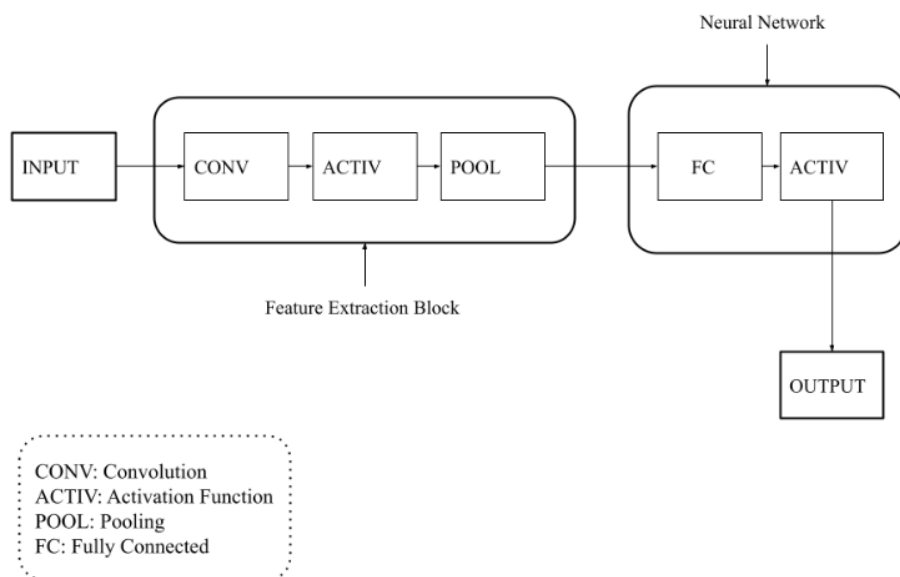 Neural Network
INPUT
CONV
ACTIV
POOL
FC
ACTIV
Feature Extraction Block
OUTPUT
CONV: Convolution
ACTIV: Activation Function
POOL: Pooling
FC: Fully Connected